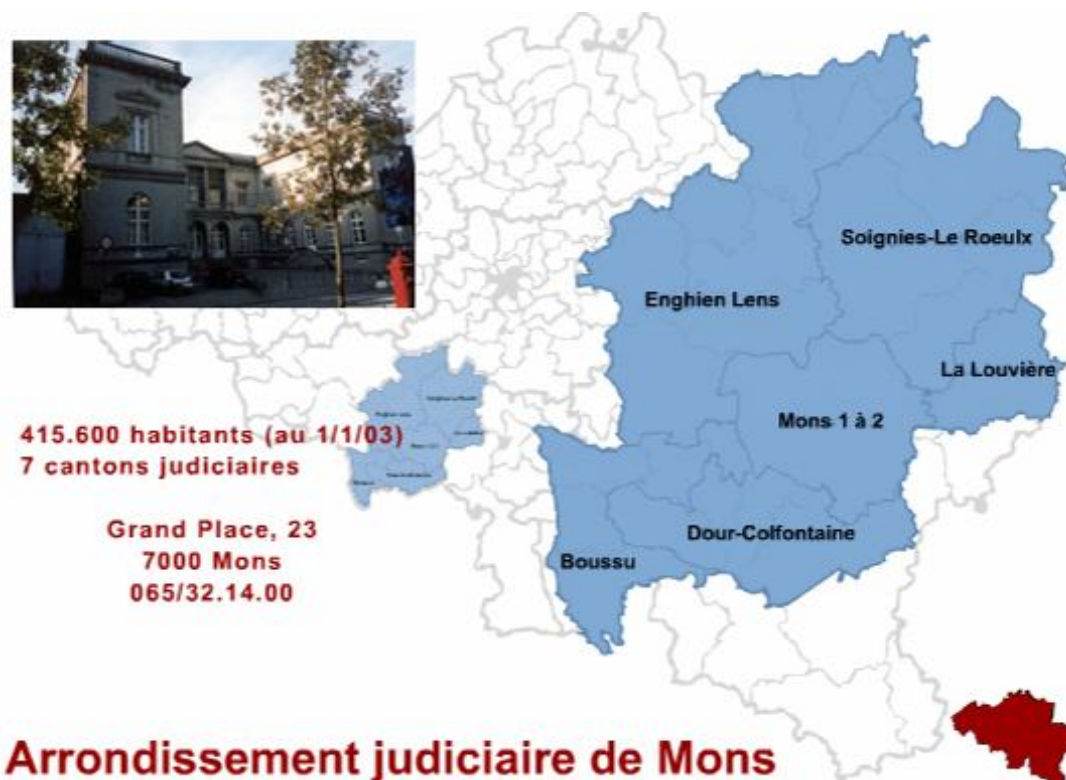 Soignies-Le Roeulx
Enghien Lens
La Louvière
Mons 1 à 2
415.600 habitants (au 1/1/03)
7 cantons judiciaires
Grand Place, 23
7000 Mons
065/32.14.00
Dour-Colfontaine
Boussu
Arrondissement judiciaire de Mons